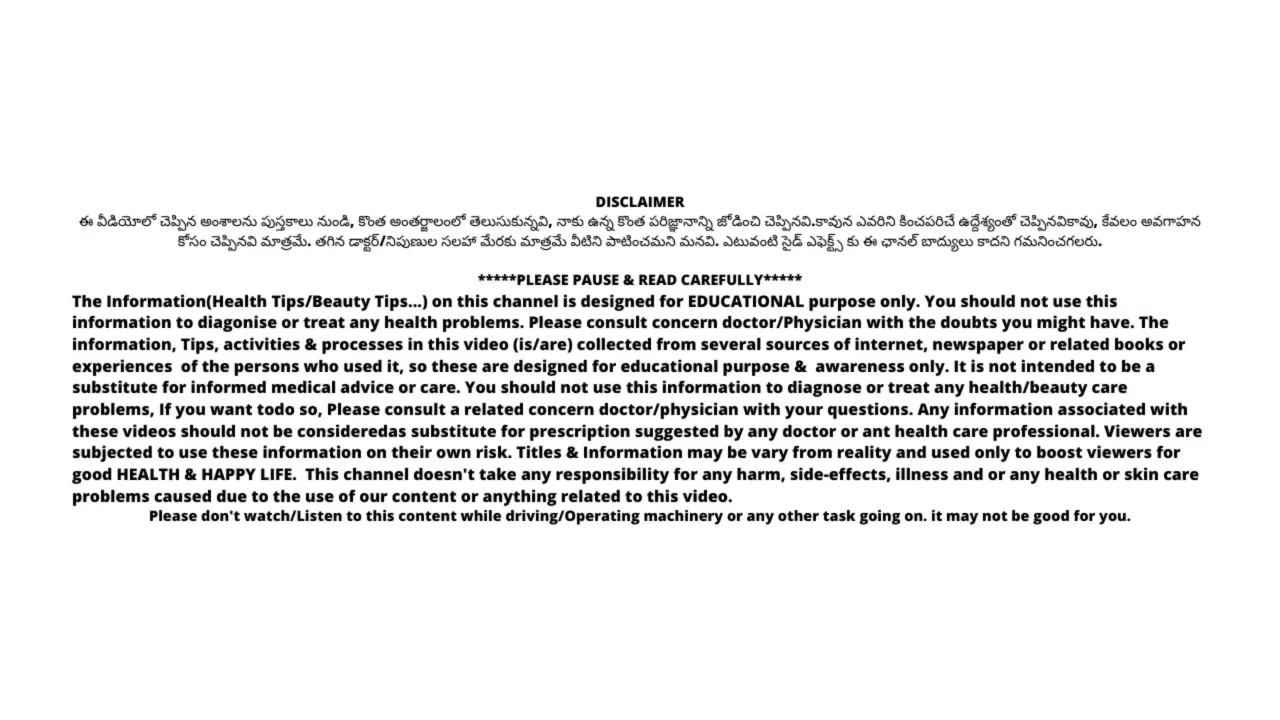 DISCLAIMER
ఈ వీడియోలో చెప్పిన అంశాలను పుస్తకాలు నుండి, కొంత అంతర్జాలంలో తెలుసుకున్నవి, నాకు ఉన్న కొంత పరిజ్ఞానాన్ని జోడించి చెప్పినవి.కావున ఎవరిని కించపరిచే ఉద్దేశ్యంతో చెప్పినవికావు, కేవలం అవగాహన
కోసం చెప్పినవి మాత్రమే. తగిన డాక్టర్/నిపుణుల సలహా మేరకు మాత్రమే వీటిని పాటించమని మనవి. ఎటువంటి సైడ్ ఎఫెక్ట్స్ కు ఈ ఛానల్ బాద్యులు కాదని గమనించగలరు.
*****PLEASE PAUSE & READ CAREFULLY*****
The Information(Health Tips/Beauty Tips...) on this channel is designed for EDUCATIONAL purpose only. You should not use this
information to diagonise or treat any health problems. Please consult concern doctor/Physician with the doubts you might have. The
information, Tips, activities & processes in this video (is/are) collected from several sources of internet, newspaper or related books or
experiences  of the persons who used it, so these are designed for educational purpose &  awareness only. It is not intended to be a
substitute for informed medical advice or care. You should not use this information to diagnose or treat any health/beauty care
problems, If you want todo so, Please consult a related concern doctor/physician with your questions. Any information associated with
these videos should not be consideredas substitute for prescription suggested by any doctor or ant health care professional. Viewers are
subjected to use these information on their own risk. Titles & Information may be vary from reality and used only to boost viewers for
good HEALTH & HAPPY LIFE.  This channel doesn't take any responsibility for any harm, side-effects, illness and or any health or skin care
problems caused due to the use of our content or anything related to this video.
Please don't watch/Listen to this content while driving/Operating machinery or any other task going on. it may not be good for you.